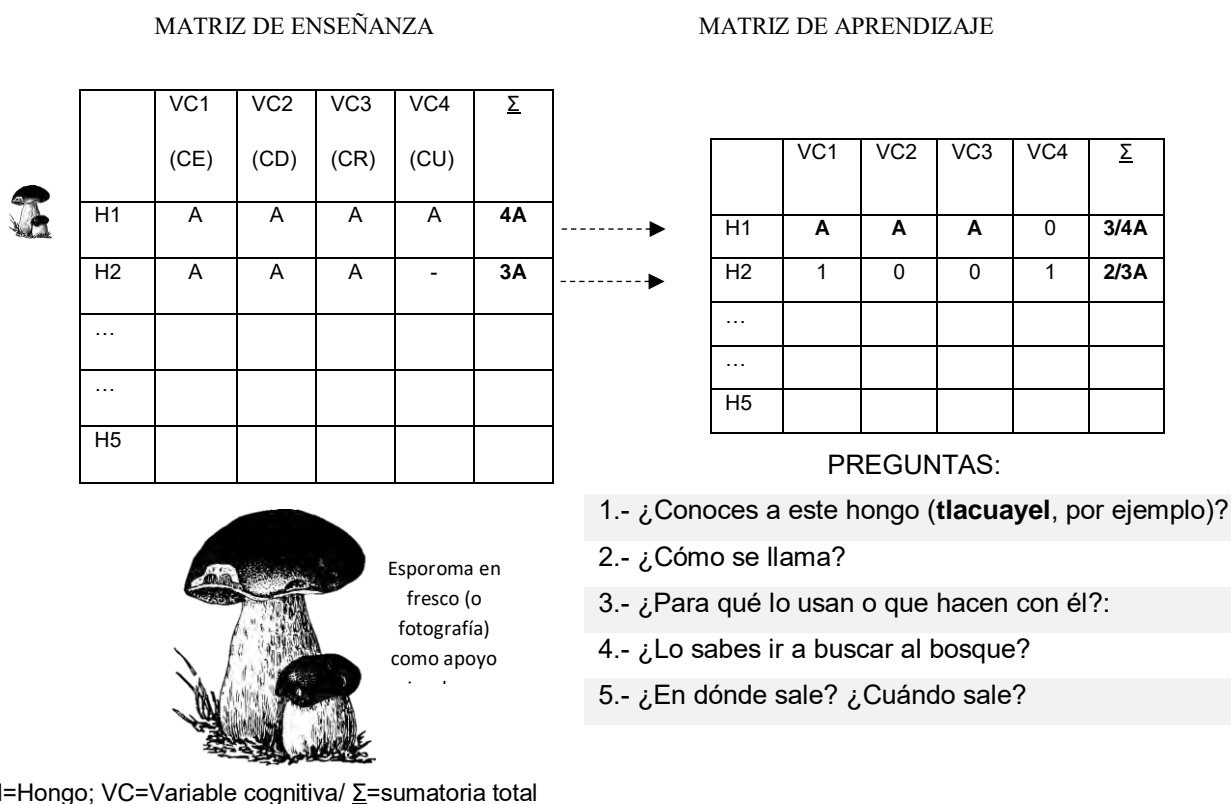 MATRIZ DE ENSEÑANZA
MATRIZ DE APRENDIZAJE
VC1 VC2 VC3 VC4 Σ
(CE) (CD) (CR) (CU)
H1 A A A A 4A
H2 A A A - 3A
…
…
H5
VC1 VC2 VC3 VC4 Σ
H1 A A A 0 3/4A
H2 1 0 0 1 2/3A
…
…
H5
PREGUNTAS:
1.- ¿Conoces a este hongo (tlacuayel, por ejemplo)?
2.- ¿Cómo se llama?
3.- ¿Para qué lo usan o que hacen con él?:
4.- ¿Lo sabes ir a buscar al bosque?
5.- ¿En dónde sale? ¿Cuándo sale?
Esporoma en
fresco (o
fotografía)
como apoyo
=Hongo; VC=Variable cognitiva/ Σ=sumatoria total